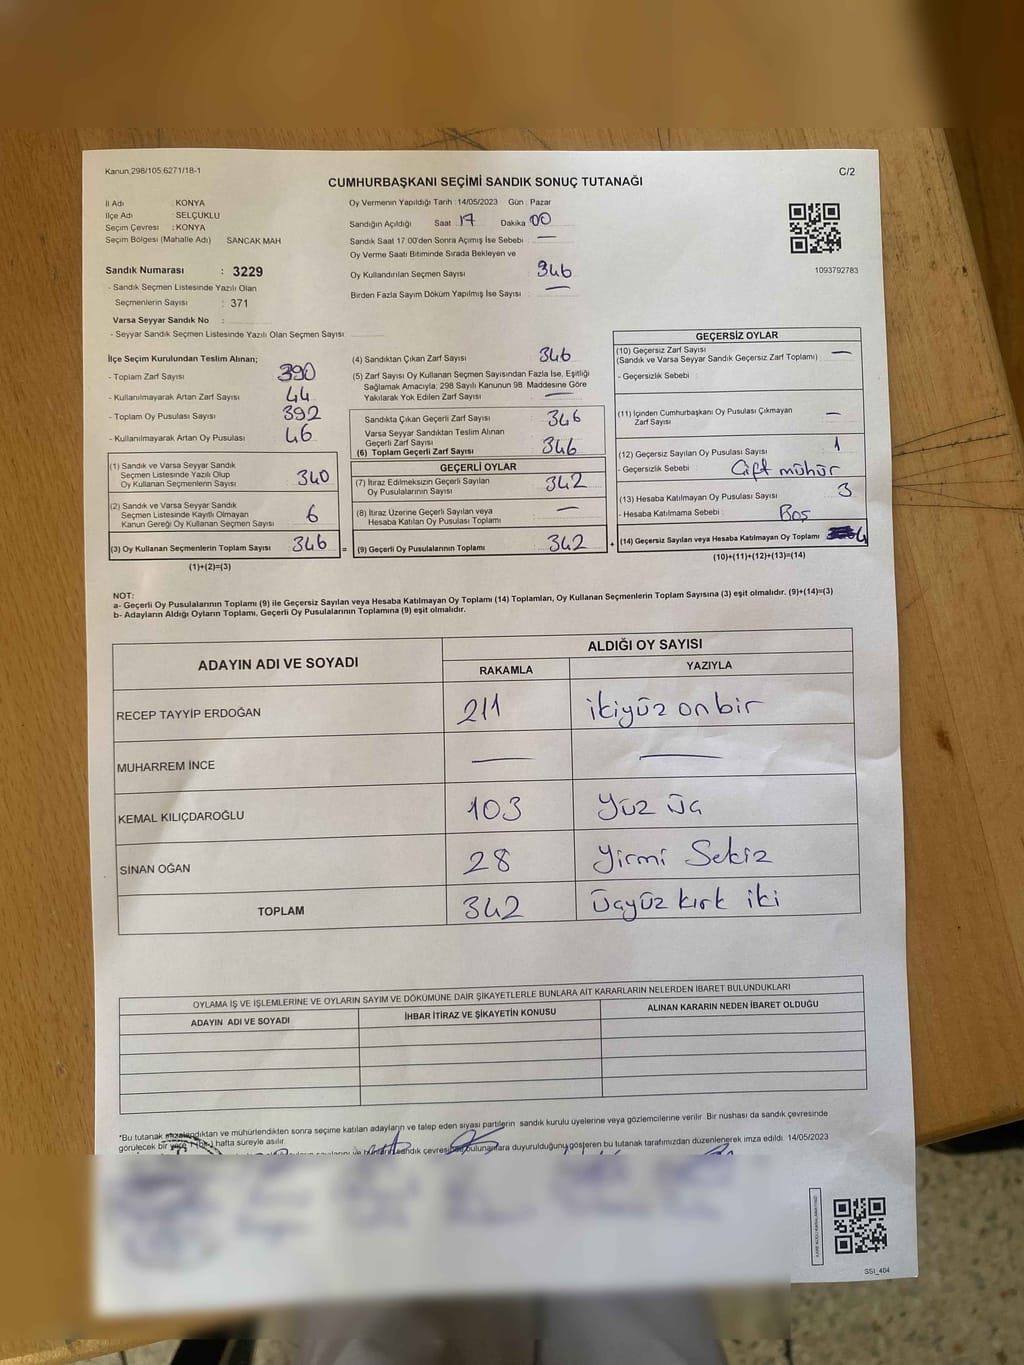 Kanun.298/105.6271/18-1
C/2
CUMHURBAŞKANI SEÇİMİ SANDIK SONUÇ TUTANAĞI
İl Adı : KONYA
İlçe Adı : SELÇUKLU
Seçim Çevresi : KONYA
Seçim Bölgesi (Mahalle Adı) SANCAK MAH
Sandık Numarası : 3229
- Sandık Seçmen Listesinde Yazılı Olan
Seçmenlerin Sayısı : 371
Varsa Seyyar Sandık No :
- Seyyar Sandık Seçmen Listesinde Yazılı Olan Seçmen Sayısı:
Oy Vermenin Yapıldığı Tarih : 14/05/2023 Gün : Pazar
Sandığın Açıldığı Saat 17 Dakika 00
Sandık Saat 17:00'den Sonra Açımış İse Sebebi : —
Oy Verme Saati Bitiminde Sırada Bekleyen ve
Oy Kullandırılan Seçmen Sayısı : 346
Birden Fazla Sayım Döküm Yapılmış İse Sayısı : —
1093792783
İlçe Seçim Kurulundan Teslim Alınan;
- Toplam Zarf Sayısı 390
- Kullanılmayarak Artan Zarf Sayısı 44
- Toplam Oy Pusulası Sayısı 392
- Kullanılmayarak Artan Oy Pusulası 46
(1) Sandık ve Varsa Seyyar Sandık
Seçmen Listesinde Yazılı Olup
Oy Kullanan Seçmenlerin Sayısı 340
(2) Sandık ve Varsa Seyyar Sandık
Seçmen Listesinde Kayıtlı Olmayan
Kanun Gereği Oy Kullanan Seçmen Sayısı 6
(3) Oy Kullanan Seçmenlerin Toplam Sayısı 346 =
(1)+(2)=(3)
(4) Sandıktan Çıkan Zarf Sayısı 346
(5) Zarf Sayısı Oy Kullanan Seçmen Sayısından Fazla İse, Eşitliği
Sağlamak Amacıyla, 298 Sayılı Kanunun 98. Maddesine Göre
Yakılarak Yok Edilen Zarf Sayısı : —
Sandıkta Çıkan Geçerli Zarf Sayısı 346
Varsa Seyyar Sandıktan Teslim Alınan
Geçerli Zarf Sayısı
(6) Toplam Geçerli Zarf Sayısı 346
GEÇERLİ OYLAR
(7) İtiraz Edilmeksizin Geçerli Sayılan
Oy Pusulalarının Sayısı 342
(8) İtiraz Üzerine Geçerli Sayılan veya
Hesaba Katılan Oy Pusulası Toplamı —
(9) Geçerli Oy Pusulalarının Toplamı 342 +
GEÇERSİZ OYLAR
(10) Geçersiz Zarf Sayısı —
(Sandık ve Varsa Seyyar Sandık Geçersiz Zarf Toplamı)
- Geçersizlik Sebebi :
(11) İçinden Cumhurbaşkanı Oy Pusulası Çıkmayan
Zarf Sayısı —
(12) Geçersiz Sayılan Oy Pusulası Sayısı 1
- Geçersizlik Sebebi : Çift mühür
(13) Hesaba Katılmayan Oy Pusulası Sayısı 3
- Hesaba Katılmama Sebebi : Boş
(14) Geçersiz Sayılan veya Hesaba Katılmayan Oy Toplamı 4
(10)+(11)+(12)+(13)=(14)
NOT:
a- Geçerli Oy Pusulalarının Toplamı (9) ile Geçersiz Sayılan veya Hesaba Katılmayan Oy Toplamı (14) Toplamları, Oy Kullanan Seçmenlerin Toplam Sayısına (3) eşit olmalıdır. (9)+(14)=(3)
b- Adayların Aldığı Oyların Toplamı, Geçerli Oy Pusulalarının Toplamına (9) eşit olmalıdır.
ADAYIN ADI VE SOYADI
ALDIĞI OY SAYISI
RAKAMLA YAZIYLA
RECEP TAYYİP ERDOĞAN 211 ikiyüz onbir
MUHARREM İNCE — —
KEMAL KILIÇDAROĞLU 103 Yüz üç
SİNAN OĞAN 28 Yirmi Sekiz
TOPLAM 342 Üçyüz kırk iki
OYLAMA İŞ VE İŞLEMLERİNE VE OYLARIN SAYIM VE DÖKÜMÜNE DAİR ŞİKAYETLERLE BUNLARA AİT KARARLARIN NELERDEN İBARET BULUNDUKLARI
ADAYIN ADI VE SOYADI İHBAR İTİRAZ VE ŞİKAYETİN KONUSU ALINAN KARARIN NEDEN İBARET OLDUĞU
*Bu tutanak imzalandıktan ve mühürlendikten sonra seçime katılan adayların ve talep eden siyasi partilerin sandık kurulu üyelerine veya gözlemcilerine verilir. Bir nushası da sandık çevresinde
görülecek bir yere 1 (bir) hafta süreyle asılır.
sandık çevresi bulunanlara duyurulduğunu gösteren bu tutanak tarafımızdan düzenlenerek imza edildi. 14/05/2023
SSI_404